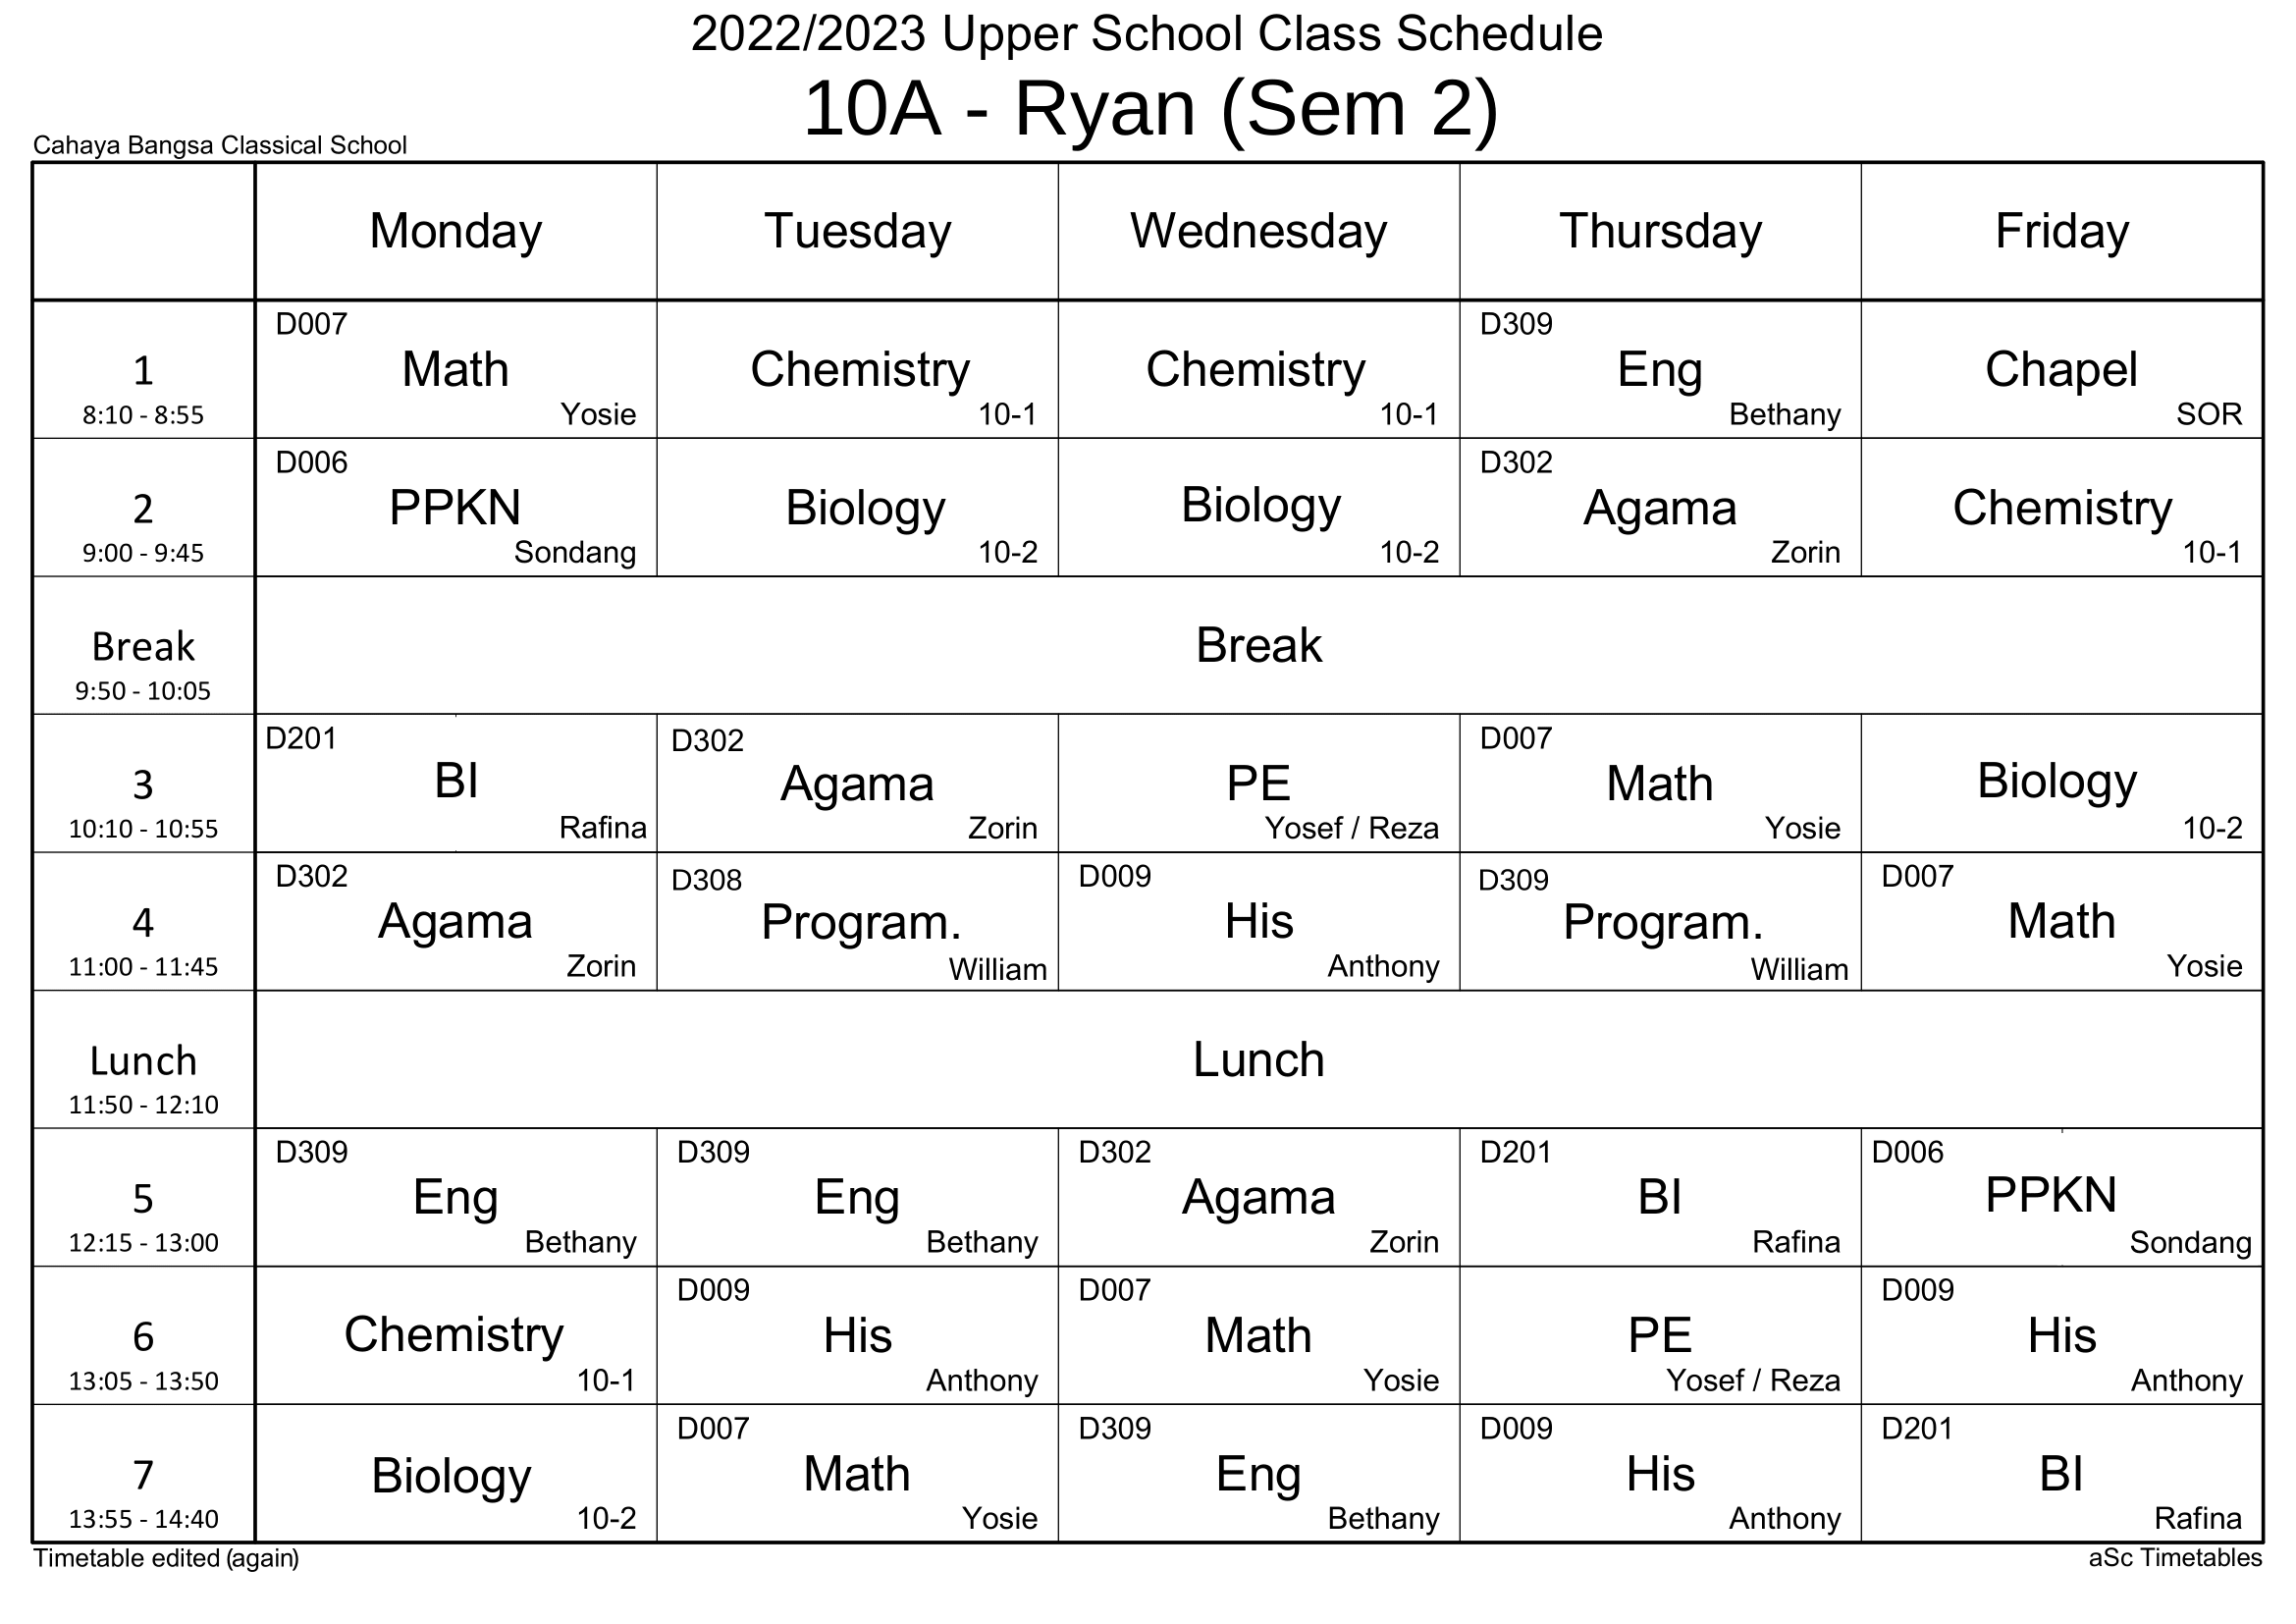 2022/2023 Upper School Class Schedule
10A - Ryan (Sem 2)
Cahaya Bangsa Classical School
Monday Tuesday Wednesday Thursday Friday
1
8:10 - 8:55
D007
Math
Yosie
Chemistry
10-1
Chemistry
10-1
D309
Eng
Bethany
Chapel
SOR
2
9:00 - 9:45
D006
PPKN
Sondang
Biology
10-2
Biology
10-2
D302
Agama
Zorin
Chemistry
10-1
Break
9:50 - 10:05
Break
3
10:10 - 10:55
D201
BI
Rafina
D302
Agama
Zorin
PE
Yosef / Reza
D007
Math
Yosie
Biology
10-2
4
11:00 - 11:45
D302
Agama
Zorin
D308
Program.
William
D009
His
Anthony
D309
Program.
William
D007
Math
Yosie
Lunch
11:50 - 12:10
Lunch
5
12:15 - 13:00
D309
Eng
Bethany
D309
Eng
Bethany
D302
Agama
Zorin
D201
BI
Rafina
D006
PPKN
Sondang
6
13:05 - 13:50
Chemistry
10-1
D009
His
Anthony
D007
Math
Yosie
PE
Yosef / Reza
D009
His
Anthony
7
13:55 - 14:40
Biology
10-2
D007
Math
Yosie
D309
Eng
Bethany
D009
His
Anthony
D201
BI
Rafina
Timetable edited (again)
aSc Timetables